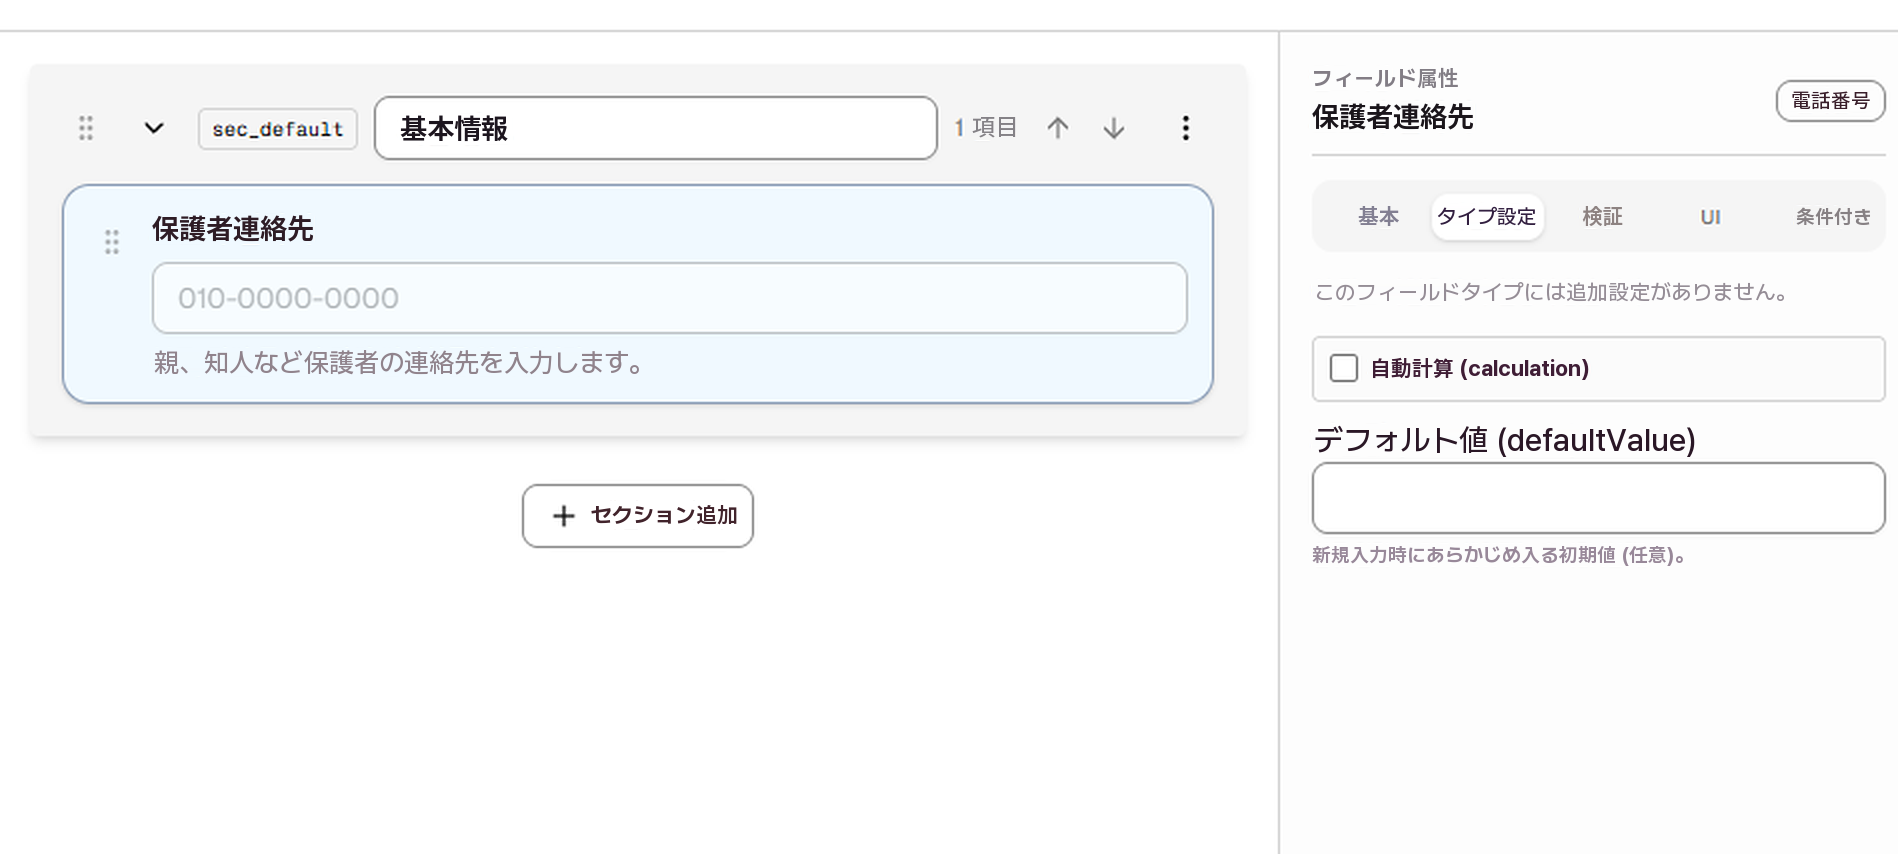 sec_default
基本情報
1 項目
保護者連絡先
010-0000-0000
親、知人など保護者の連絡先を入力します。
セクション追加
フィールド属性
保護者連絡先
電話番号
基本 タイプ設定 検証 UI 条件付き
このフィールドタイプには追加設定がありません。
自動計算 (calculation)
デフォルト値 (defaultValue)
新規入力時にあらかじめ入る初期値 (任意)。